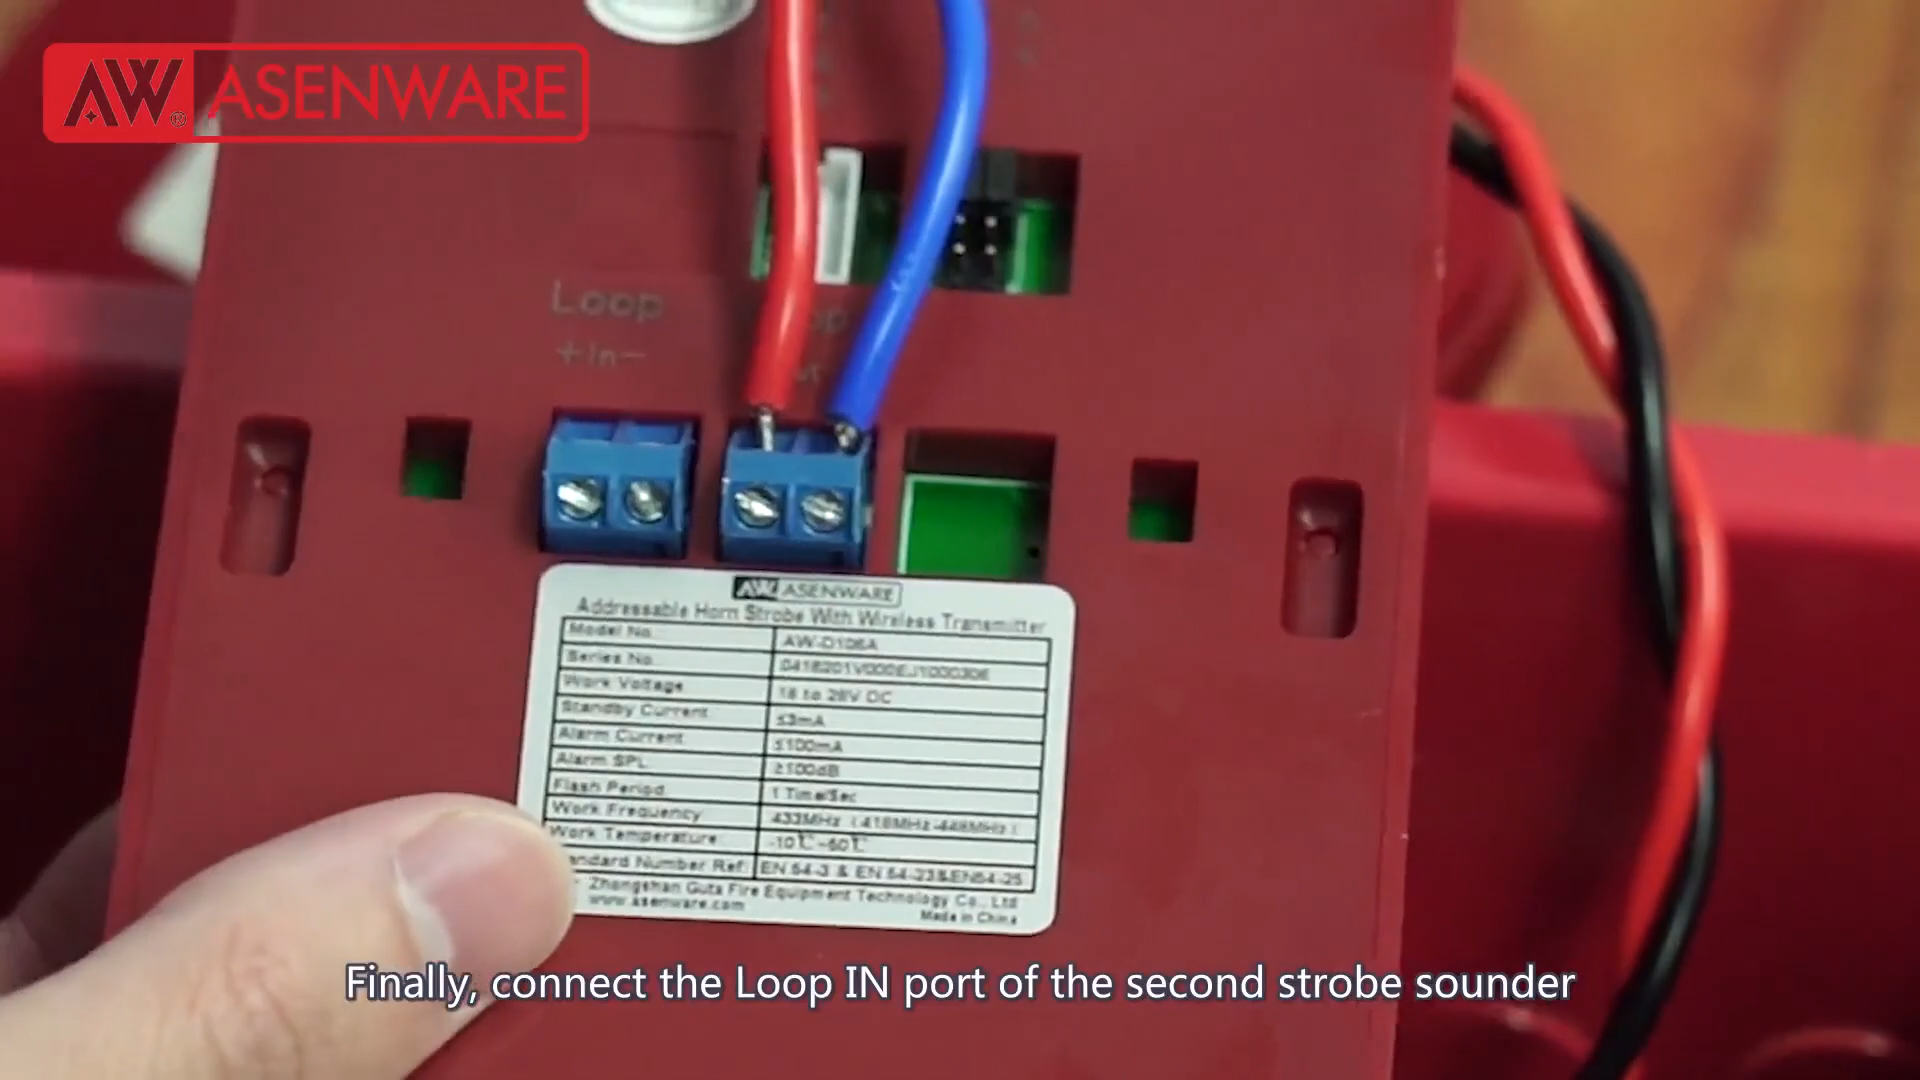 AW® ASENWARE
Loop
+In-
AW ASENWARE
Addressable Horn Strobe With Wireless Transmitter
Model No. AW-D106A
Series No.
Work Voltage 18 to 28V DC
Standby Current ≤3mA
Alarm Current ≤100mA
Alarm SPL ≥100dB
Flash Period 1 Time/Sec
Work Frequency 433MHz (418MHz-448MHz)
Work Temperature -10℃~60℃
Number Ref: EN 54-3 & EN 54-23&EN54-25
Zhongshan Guta Fire Equipment Technology Co., Ltd
www.asenware.com Made in China
Finally, connect the Loop IN port of the second strobe sounder